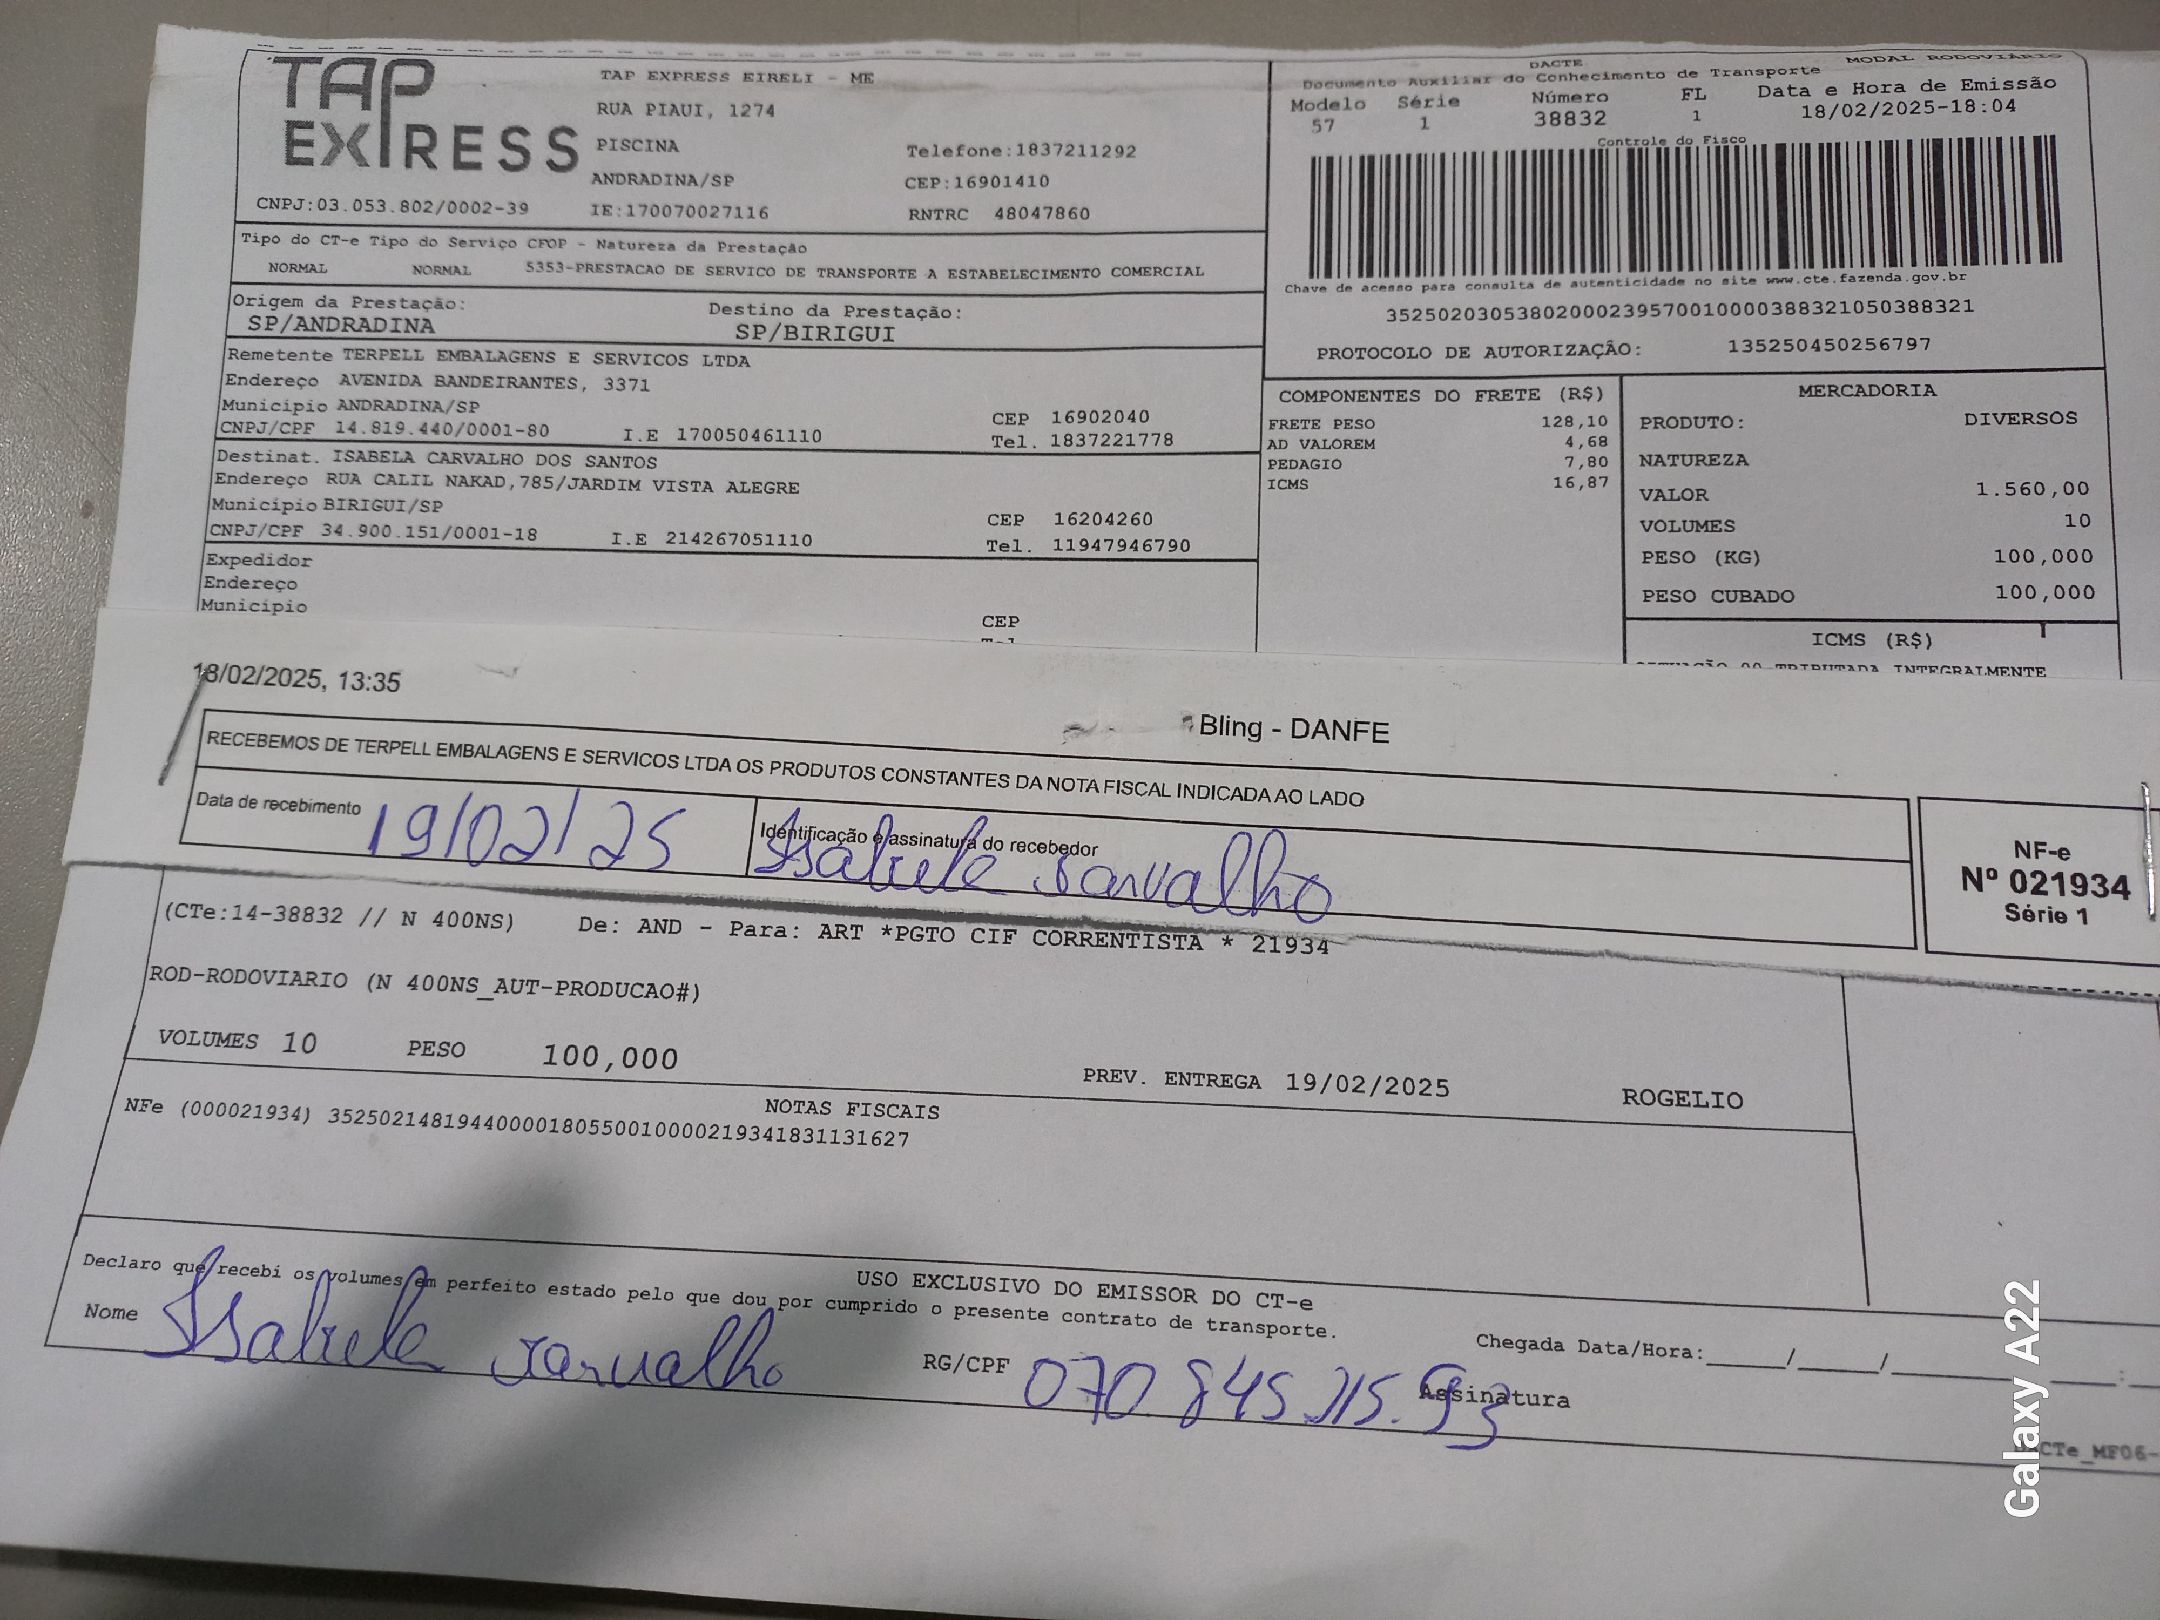 TAP EXPRESS
TAP EXPRESS EIRELI - ME
RUA PIAUI, 1274
PISCINA Telefone:1837211292
ANDRADINA/SP CEP:16901410
CNPJ:03.053.802/0002-39 IE:170070027116 RNTRC 48047860
DACTE MODAL RODOVIÁRIO
Documento Auxiliar do Conhecimento de Transporte
Modelo Série Número FL Data e Hora de Emissão
57 1 38832 1 18/02/2025-18:04
Controle do Fisco
Chave de acesso para consulta de autenticidade no site www.cte.fazenda.gov.br
35250203053802000239570010000388321050388321
PROTOCOLO DE AUTORIZAÇÃO: 135250450256797
Tipo do CT-e Tipo do Serviço CFOP - Natureza da Prestação
NORMAL NORMAL 5353-PRESTACAO DE SERVICO DE TRANSPORTE A ESTABELECIMENTO COMERCIAL
Origem da Prestação: Destino da Prestação:
SP/ANDRADINA SP/BIRIGUI
Remetente TERPELL EMBALAGENS E SERVICOS LTDA
Endereço AVENIDA BANDEIRANTES, 3371
Município ANDRADINA/SP CEP 16902040
CNPJ/CPF 14.819.440/0001-80 I.E 170050461110 Tel. 1837221778
Destinat. ISABELA CARVALHO DOS SANTOS
Endereço RUA CALIL NAKAD,785/JARDIM VISTA ALEGRE
Município BIRIGUI/SP CEP 16204260
CNPJ/CPF 34.900.151/0001-18 I.E 214267051110 Tel. 11947946790
Expedidor
Endereço
Município CEP
COMPONENTES DO FRETE (R$)
FRETE PESO 128,10
AD VALOREM 4,68
PEDAGIO 7,80
ICMS 16,87
MERCADORIA
PRODUTO: DIVERSOS
NATUREZA
VALOR 1.560,00
VOLUMES 10
PESO (KG) 100,000
PESO CUBADO 100,000
ICMS (R$)
TRIBUTADA INTEGRALMENTE
18/02/2025, 13:35
Bling - DANFE
RECEBEMOS DE TERPELL EMBALAGENS E SERVICOS LTDA OS PRODUTOS CONSTANTES DA NOTA FISCAL INDICADA AO LADO
Data de recebimento 19/02/25 Identificação e assinatura do recebedor
Isabela Carvalho
NF-e
Nº 021934
Série 1
(CTe:14-38832 // N 400NS) De: AND - Para: ART *PGTO CIF CORRENTISTA * 21934
ROD-RODOVIARIO (N 400NS_AUT-PRODUCAO#)
VOLUMES 10 PESO 100,000 PREV. ENTREGA 19/02/2025 ROGELIO
NOTAS FISCAIS
NFe (000021934) 35250214819440000180550010000219341831131627
USO EXCLUSIVO DO EMISSOR DO CT-e
Declaro que recebi os volumes em perfeito estado pelo que dou por cumprido o presente contrato de transporte.
Nome Isabela Carvalho RG/CPF 070 845 315.93 Assinatura
Chegada Data/Hora:_____/_____/
Galaxy A22